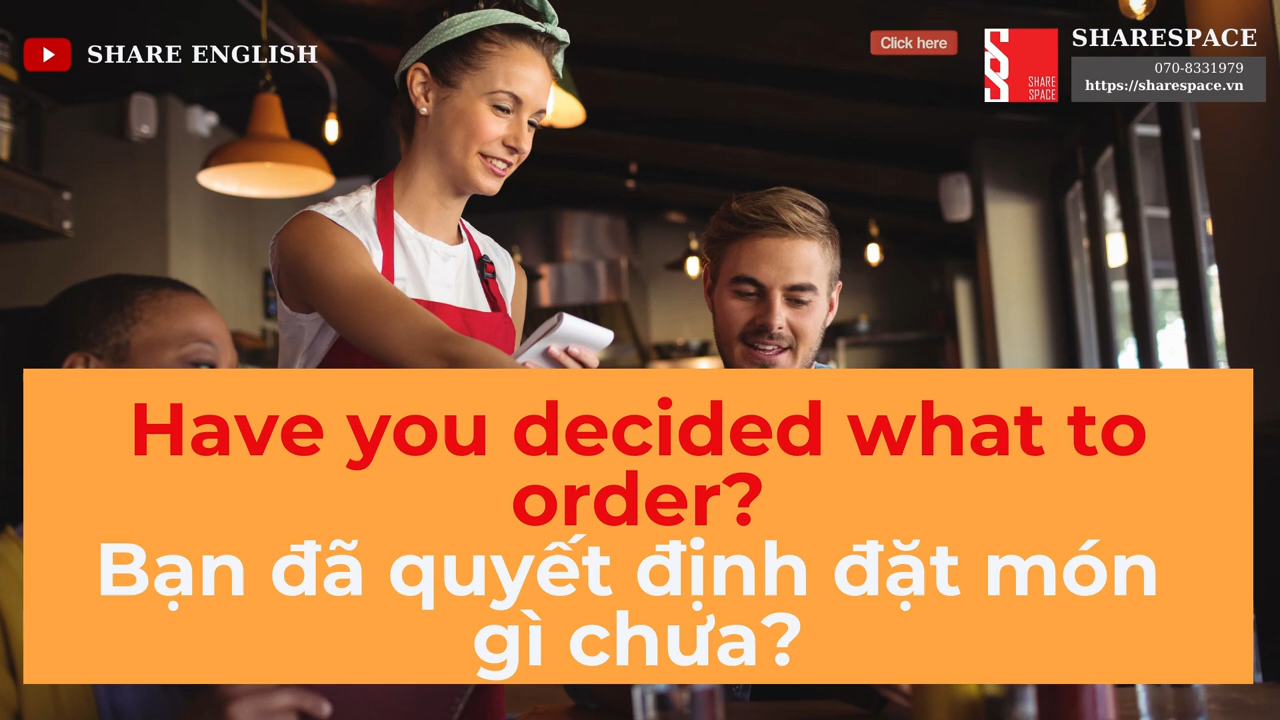 SHARE ENGLISH
Click here
SHARE
SPACE
SHARESPACE
070-8331979
https://sharespace.vn
Have you decided what to
order?
Bạn đã quyết định đặt món
gì chưa?